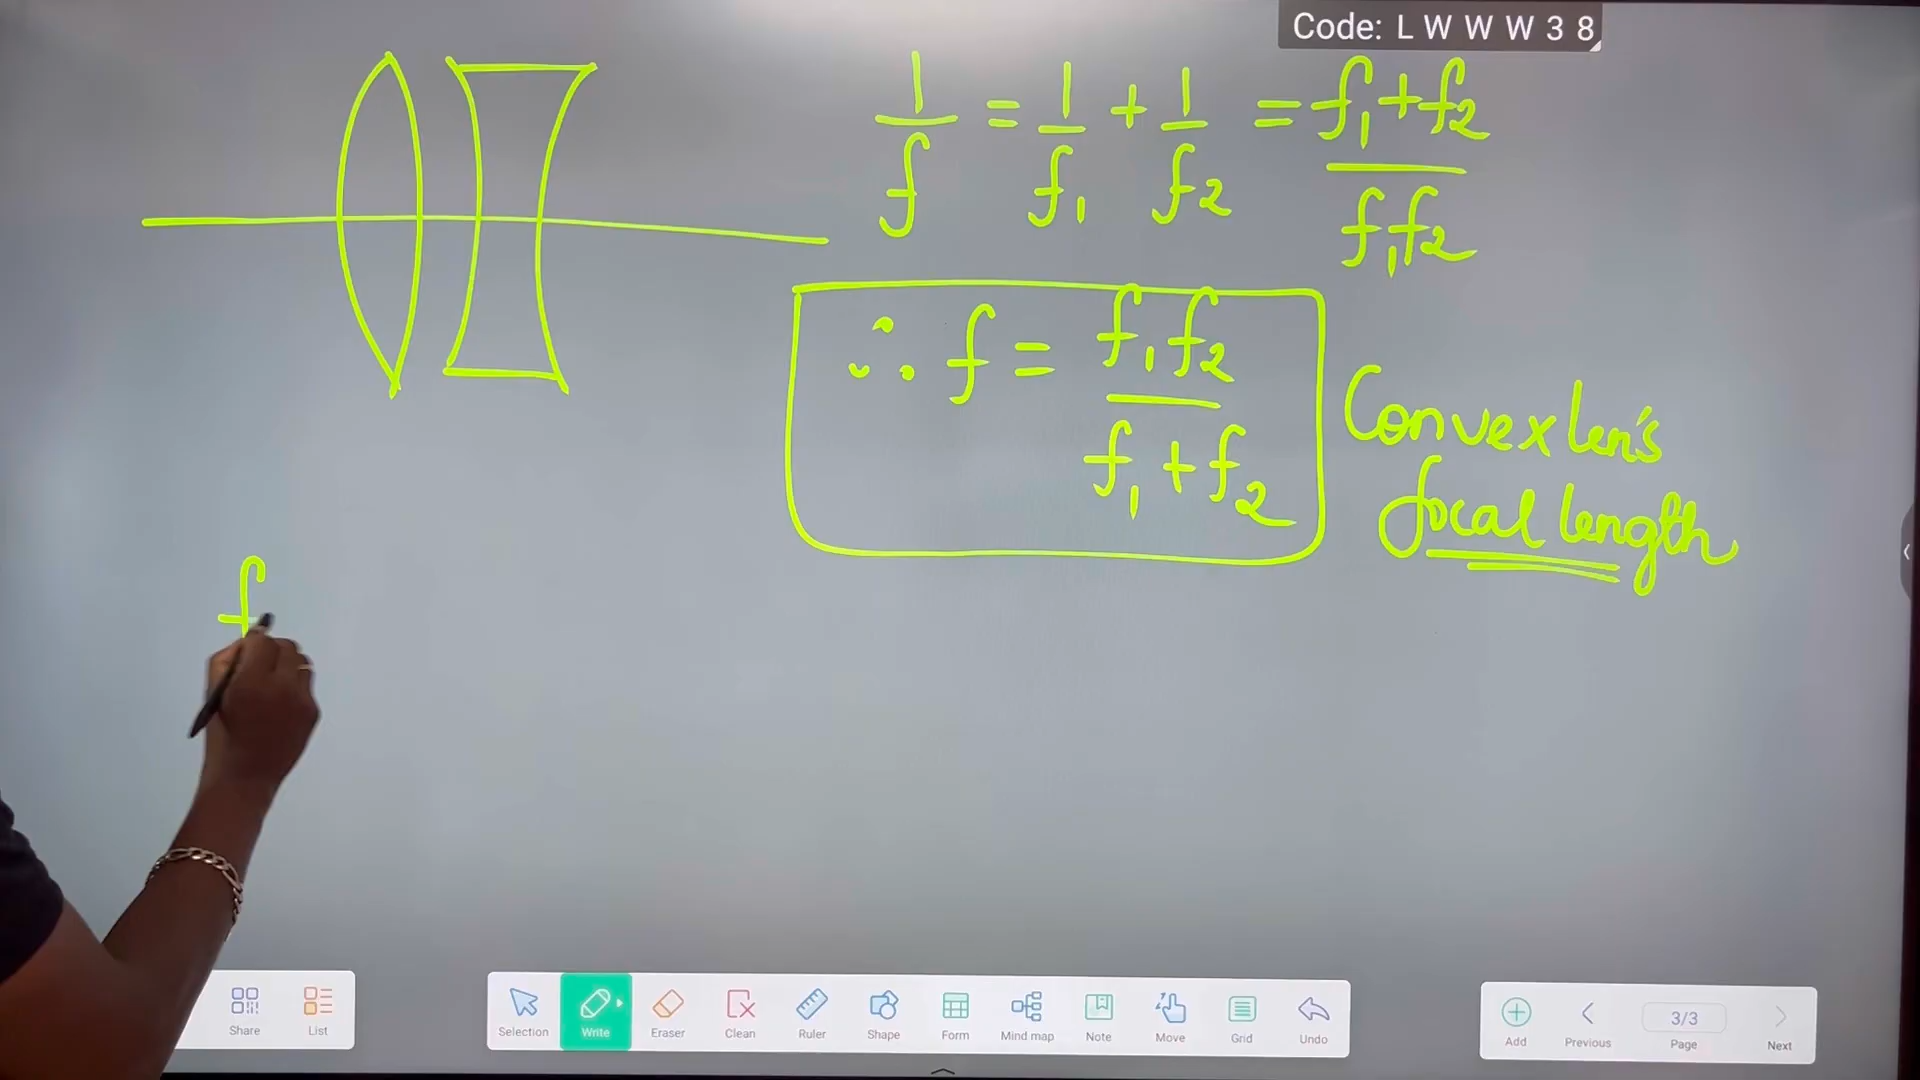 Code: L W W W 3 8
1/f = 1/f₁ + 1/f₂ = f₁+f₂/f₁f₂
∴ f = f₁f₂/f₁+f₂
Convex len's
focal length
f
Share
List
Selection
Write
Eraser
Clean
Ruler
Shape
Form
Mind map
Note
Move
Grid
Undo
Add
Previous
3/3
Page
Next